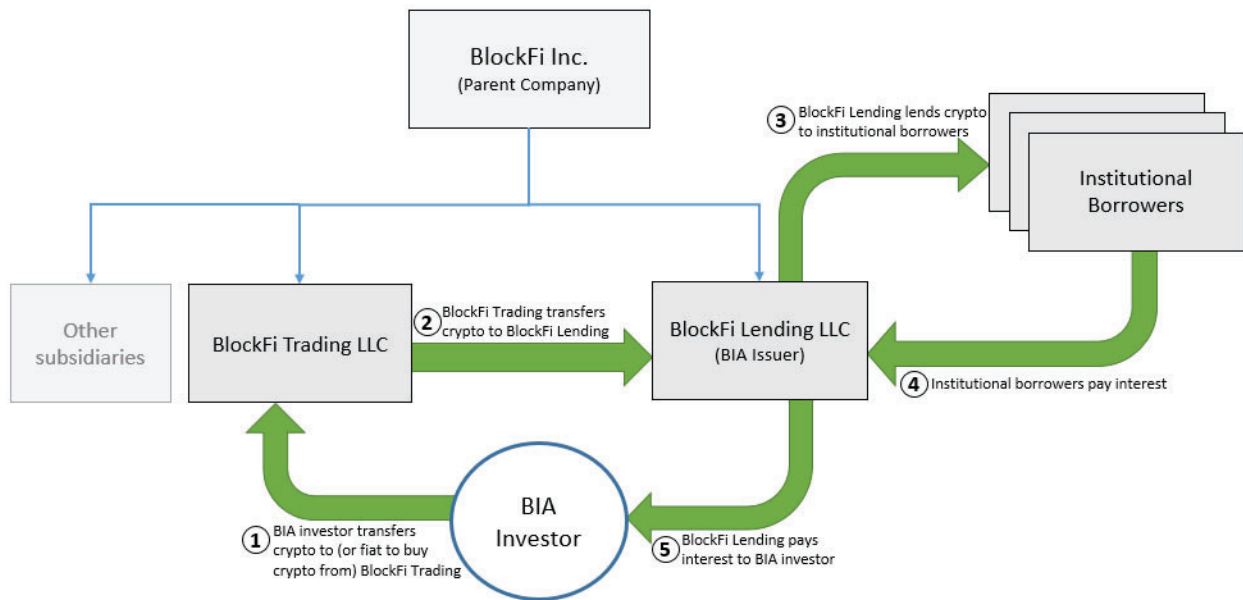 BlockFi Inc.
(Parent Company)
3
BlockFi Lending lends crypto
to institutional borrowers
Institutional
Borrowers
Other
subsidiaries
BlockFi Trading LLC
2
BlockFi Trading transfers
crypto to BlockFi Lending
BlockFi Lending LLC
(BIA Issuer)
4
Institutional borrowers pay interest
BIA
Investor
1
BIA investor transfers
crypto to (or fiat to buy
crypto from) BlockFi Trading
5
BlockFi Lending pays
interest to BIA investor